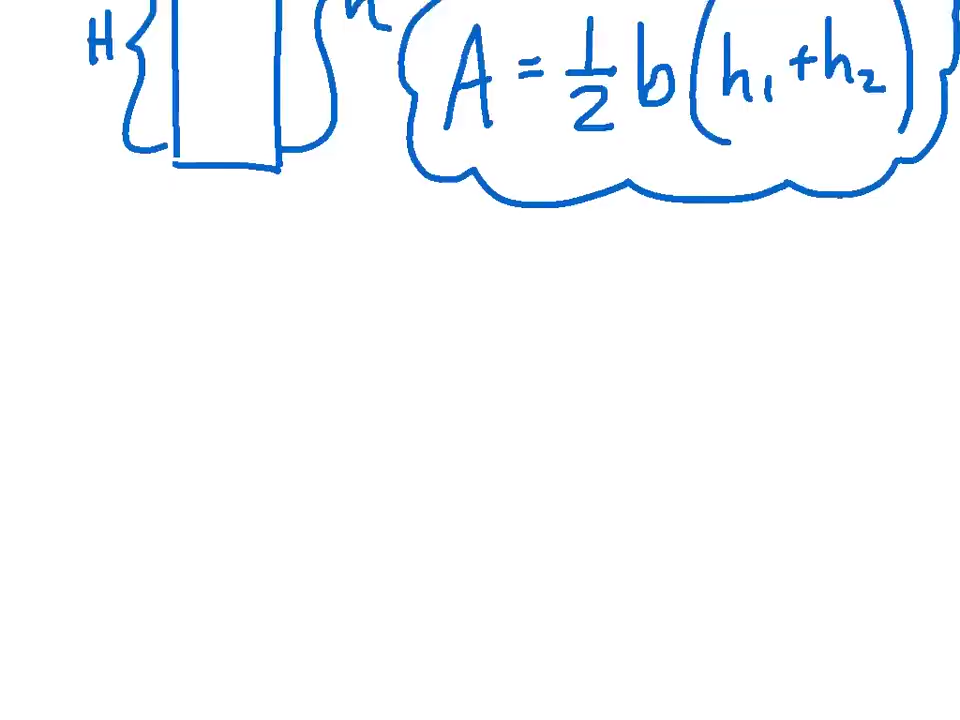 H
A = 1/2 b (h₁ + h₂)